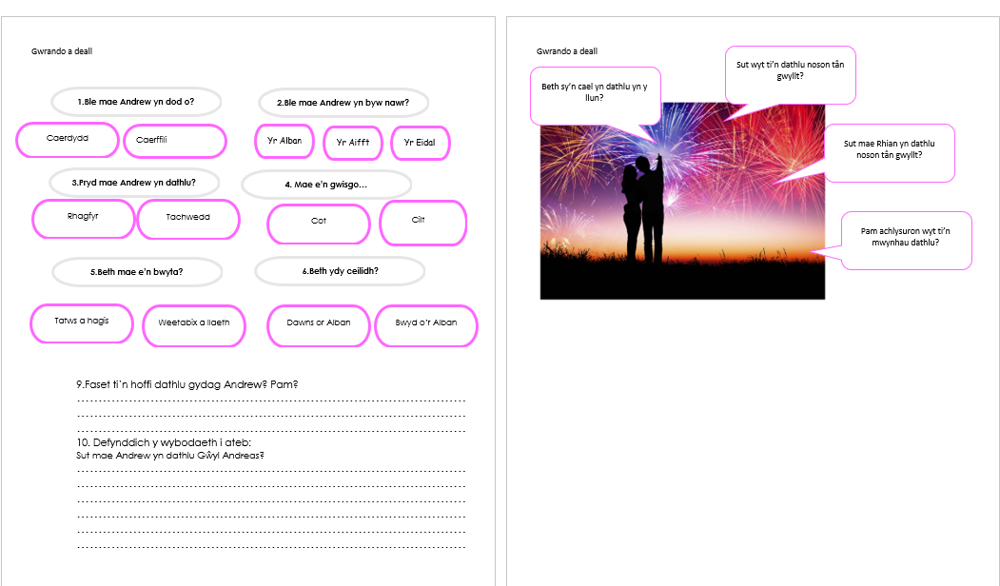 Gwrando a deall
1.Ble mae Andrew yn dod o?
2.Ble mae Andrew yn byw nawr?
Caerdydd
Caerffili
Yr Alban
Yr Aifft
Yr Eidal
3.Pryd mae Andrew yn dathlu?
4. Mae e’n gwisgo…
Rhagfyr
Tachwedd
Cot
Cilt
5.Beth mae e’n bwyta?
6.Beth ydy ceilidh?
Tatws a hagis
Weetabix a llaeth
Dawns or Alban
Bwyd o’r Alban
9.Faset ti’n hoffi dathlu gydag Andrew? Pam?
10. Defynddich y wybodaeth i ateb:
Sut mae Andrew yn dathlu Gŵyl Andreas?
Gwrando a deall
Beth sy’n cael yn dathlu yn y
llun?
Sut wyt ti’n dathlu noson tân
gwyllt?
Sut mae Rhian yn dathlu
noson tân gwyllt?
Pam achlysuron wyt ti’n
mwynhau dathlu?